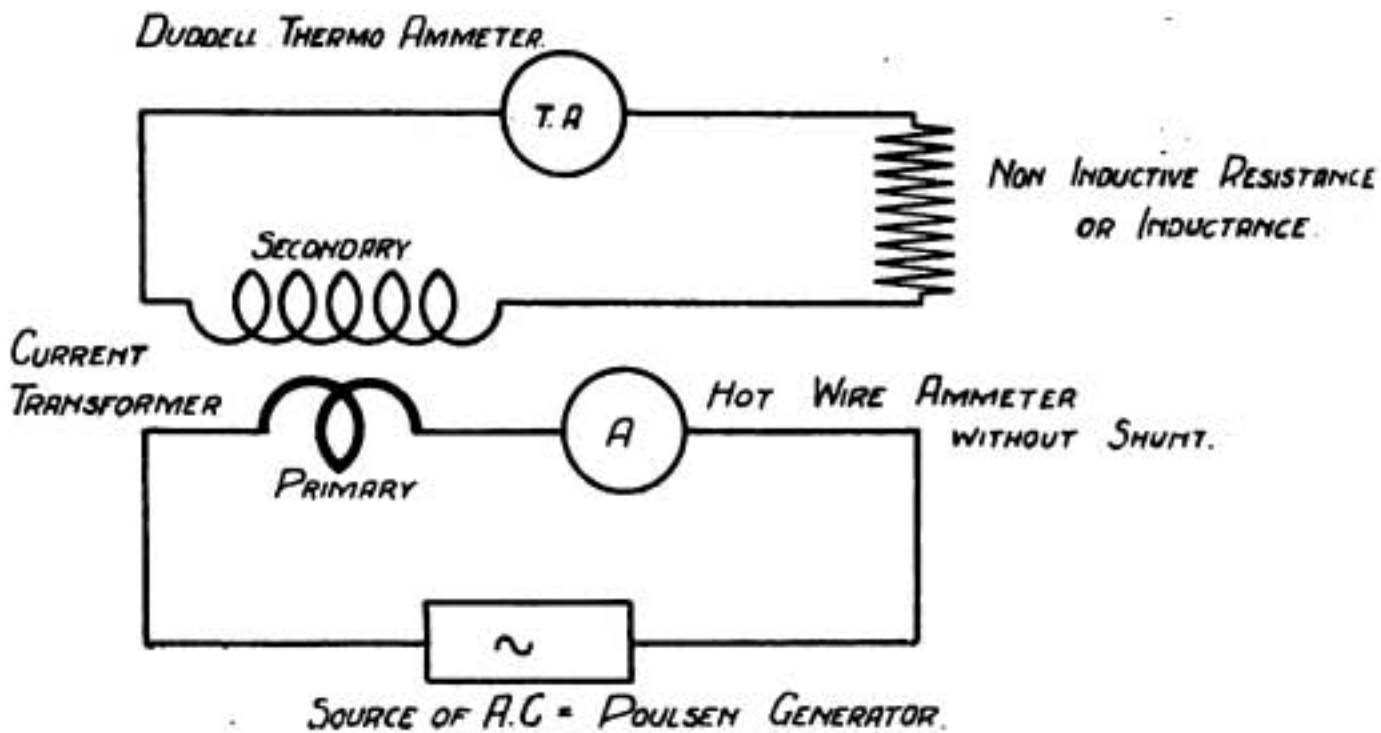 DUDDELL THERMO AMMETER.
T.A
NON INDUCTIVE RESISTANCE
OR INDUCTANCE.
SECONDARY
CURRENT
TRANSFORMER
HOT WIRE AMMETER
WITHOUT SHUNT.
A
PRIMARY
~
SOURCE OF A.C = POULSEN GENERATOR.